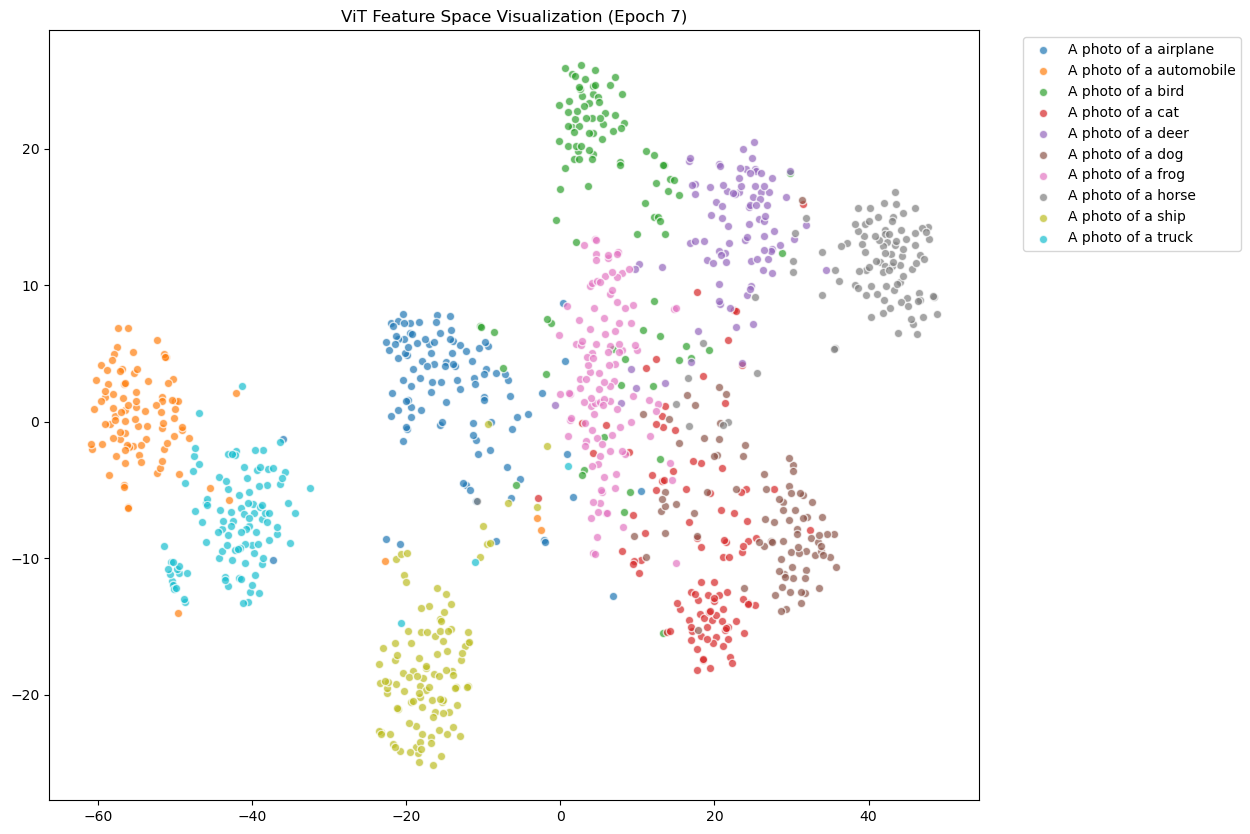 ViT Feature Space Visualization (Epoch 7)
A photo of a airplane
A photo of a automobile
A photo of a bird
A photo of a cat
A photo of a deer
A photo of a dog
A photo of a frog
A photo of a horse
A photo of a ship
A photo of a truck
20
10
0
−10
−20
−60 −40 −20 0 20 40